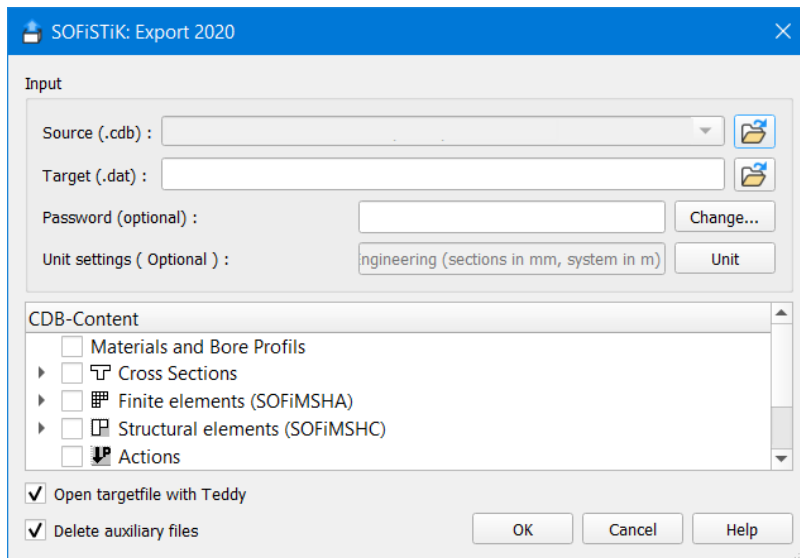 SOFiSTiK: Export 2020
Input
Source (.cdb) :
Target (.dat) :
Password (optional) :
Change...
Unit settings ( Optional ) :
ngineering (sections in mm, system in m)
Unit
CDB-Content
Materials and Bore Profils
Cross Sections
Finite elements (SOFiMSHA)
Structural elements (SOFiMSHC)
P Actions
Open targetfile with Teddy
Delete auxiliary files
OK
Cancel
Help